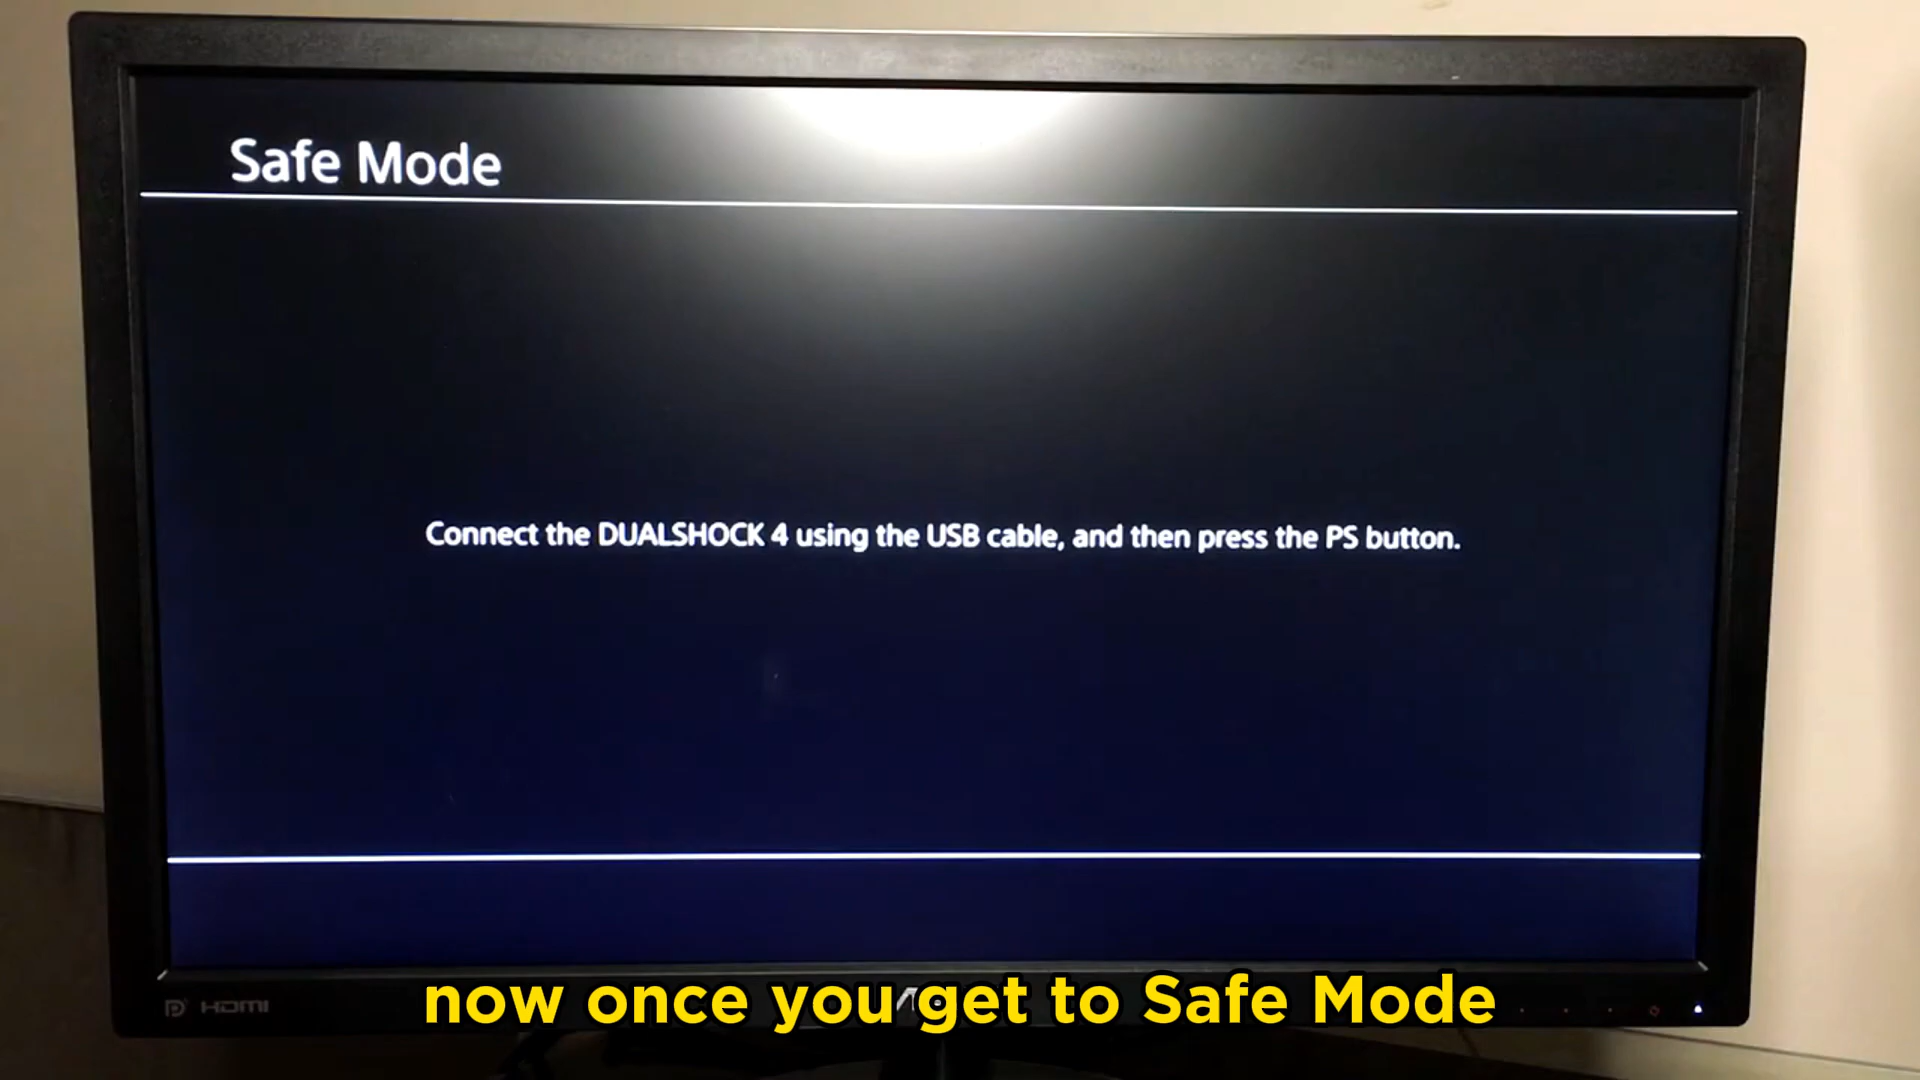 Safe Mode
Connect the DUALSHOCK 4 using the USB cable, and then press the PS button.
HDMI
now once you get to Safe Mode